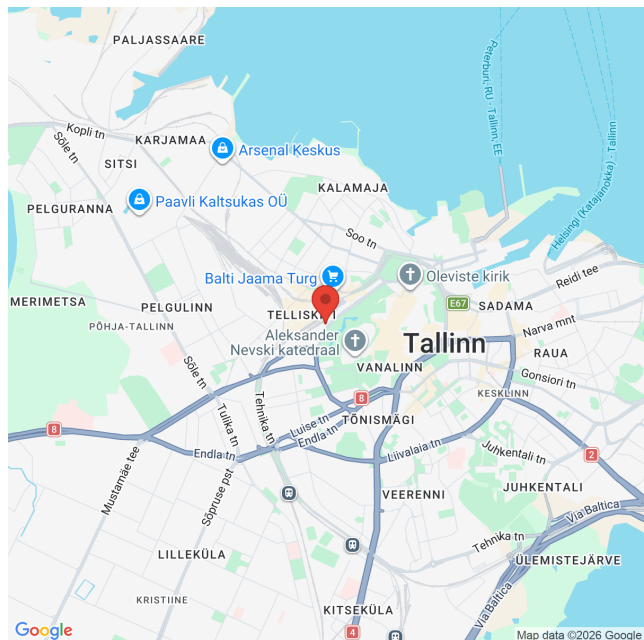 PALJASSAARE
Peterburi, RU - Tallinn, EE
Helsingi (Katajanokka) - Tallinn
Kopli tn
Sõle tn
KARJAMAA
Arsenal Keskus
SITSI
KALAMAJA
Paavli Kaltsukas OÜ
PELGURANNA
Soo tn
Balti Jaama Turg
Oleviste kirik
Reidi tee
MERIMETSA
PELGULINN
E67
SADAMA
TELLISKIVI
PÕHJA-TALLINN
Narva mnt
Aleksander
Nevski katedraal
Tallinn
RAUA
VANALINN
Gonsiori tn
Sõle tn
KESKLINN
8
Tehnika tn
Tulika tn
Luise tn
TÕNISMÄGI
8
Endla tn
Endla tn
Liivalaia tn
Juhkentali tn
2
Mustamäe tee
Sõpruse pst
VEERENNI
JUHKENTALI
Via Baltica
Tehnika tn
LILLEKÜLA
ÜLEMISTEJÄRVE
KRISTIINE
Via Baltica
KITSEKÜLA
4
Google
Map data ©2026 Google